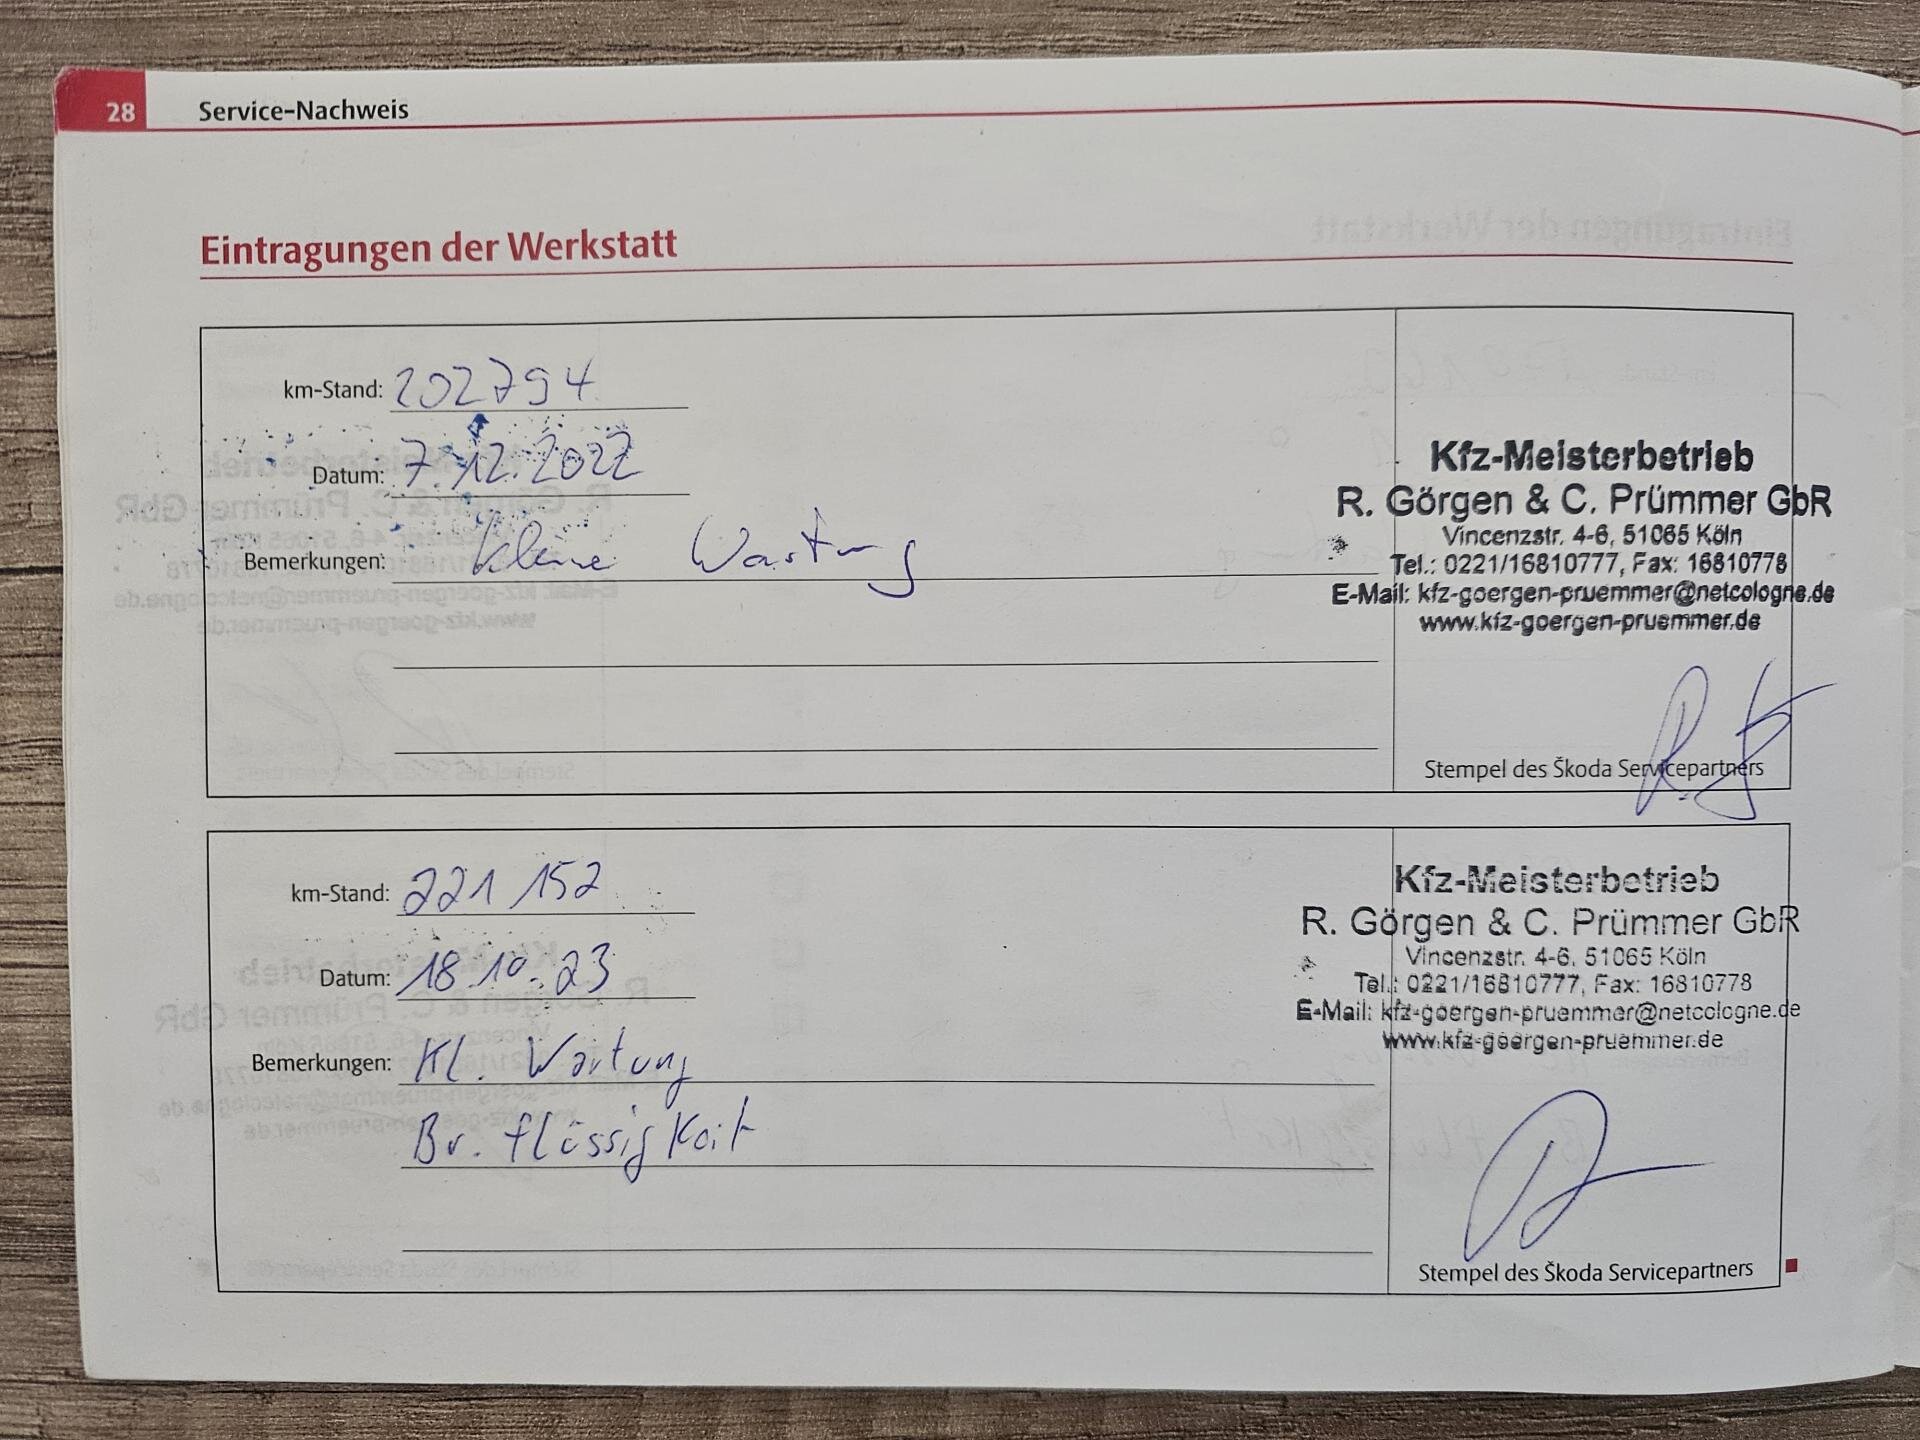 28 Service-Nachweis
Eintragungen der Werkstatt
km-Stand: 202794
Datum: 7.12.2022
Bemerkungen: kleine Wartung
Kfz-Meisterbetrieb
R. Görgen & C. Prümmer GbR
Vincenzstr. 4-6, 51065 Köln
Tel.: 0221/16810777, Fax: 16810778
E-Mail: kfz-goergen-pruemmer@netcologne.de
www.kfz-goergen-pruemmer.de
Stempel des Škoda Servicepartners
km-Stand: 221 152
Datum: 18.10.23
Bemerkungen: Kl. Wartung
Br. flüssigkeit
Kfz-Meisterbetrieb
R. Görgen & C. Prümmer GbR
Vincenzstr. 4-6, 51065 Köln
Tel.: 0221/16810777, Fax: 16810778
E-Mail: kfz-goergen-pruemmer@netcologne.de
www.kfz-goergen-pruemmer.de
Stempel des Škoda Servicepartners